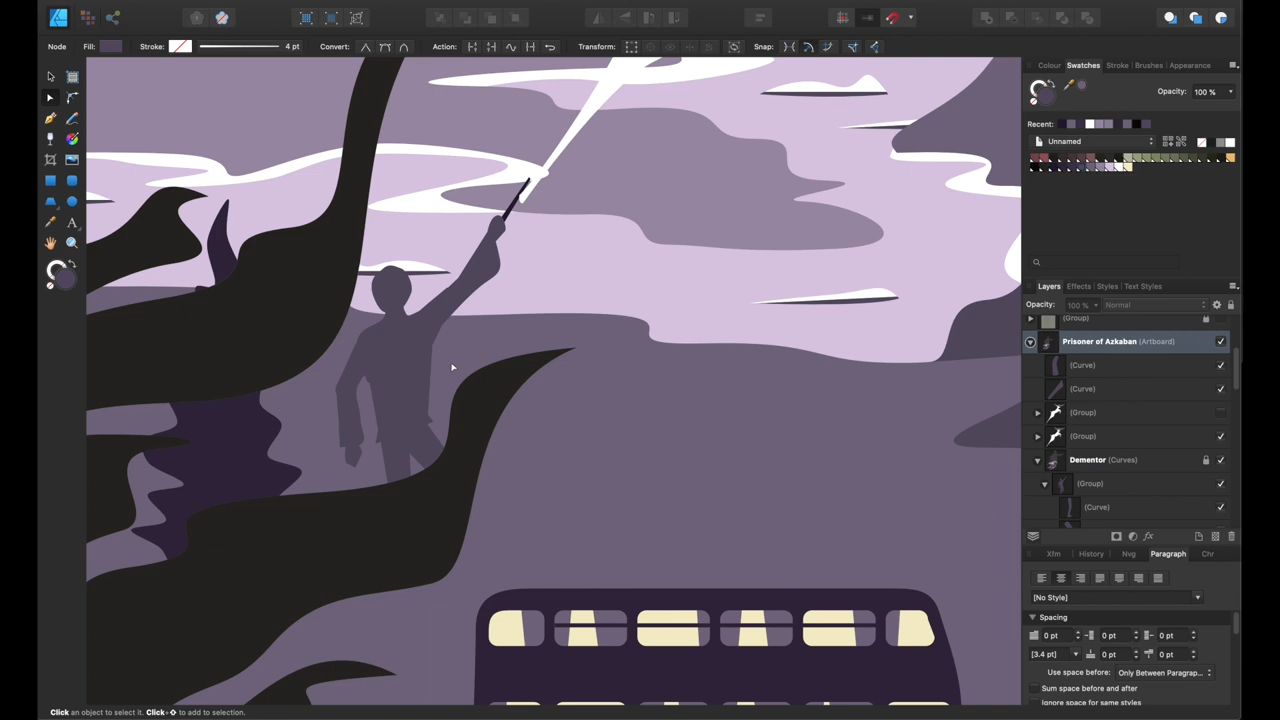 Node Fill: Stroke: 4 pt Convert: Action: Transform: Snap:
Colour Swatches Stroke Brushes Appearance
Opacity: 100 %
Recent:
Unnamed
Layers Effects Styles Text Styles
Opacity: 100 % Normal
(Group)
Prisoner of Azkaban (Artboard)
(Curve)
(Curve)
(Group)
(Group)
Dementor (Curves)
(Group)
(Curve)
Xfm History Nvg Paragraph Chr
[No Style]
Spacing
0 pt 0 pt 0 pt
[3.4 pt] 0 pt 0 pt
Use space before: Only Between Paragrap...
Sum space before and after
Ignore space for same styles
Click an object to select it. Click+ to add to selection.